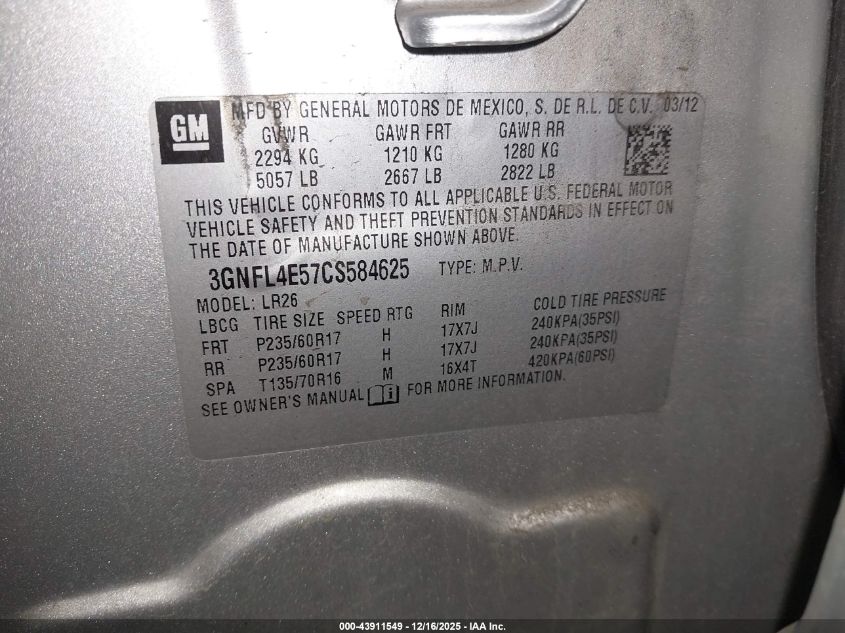 GM
MFD BY GENERAL MOTORS DE MEXICO, S. DE R.L. DE C.V. 03/12
GVWR GAWR FRT GAWR RR
2294 KG 1210 KG 1280 KG
5057 LB 2667 LB 2822 LB
THIS VEHICLE CONFORMS TO ALL APPLICABLE U.S. FEDERAL MOTOR
VEHICLE SAFETY AND THEFT PREVENTION STANDARDS IN EFFECT ON
THE DATE OF MANUFACTURE SHOWN ABOVE.
3GNFL4E57CS584625 TYPE: M.P.V.
MODEL: LR26
LBCG TIRE SIZE SPEED RTG RIM COLD TIRE PRESSURE
FRT P235/60R17 H 17X7J 240KPA(35PSI)
RR P235/60R17 H 17X7J 240KPA(35PSI)
SPA T135/70R16 M 16X4T 420KPA(60PSI)
SEE OWNER'S MANUAL FOR MORE INFORMATION.
000-43911549 - 12/16/2025 - IAA Inc.